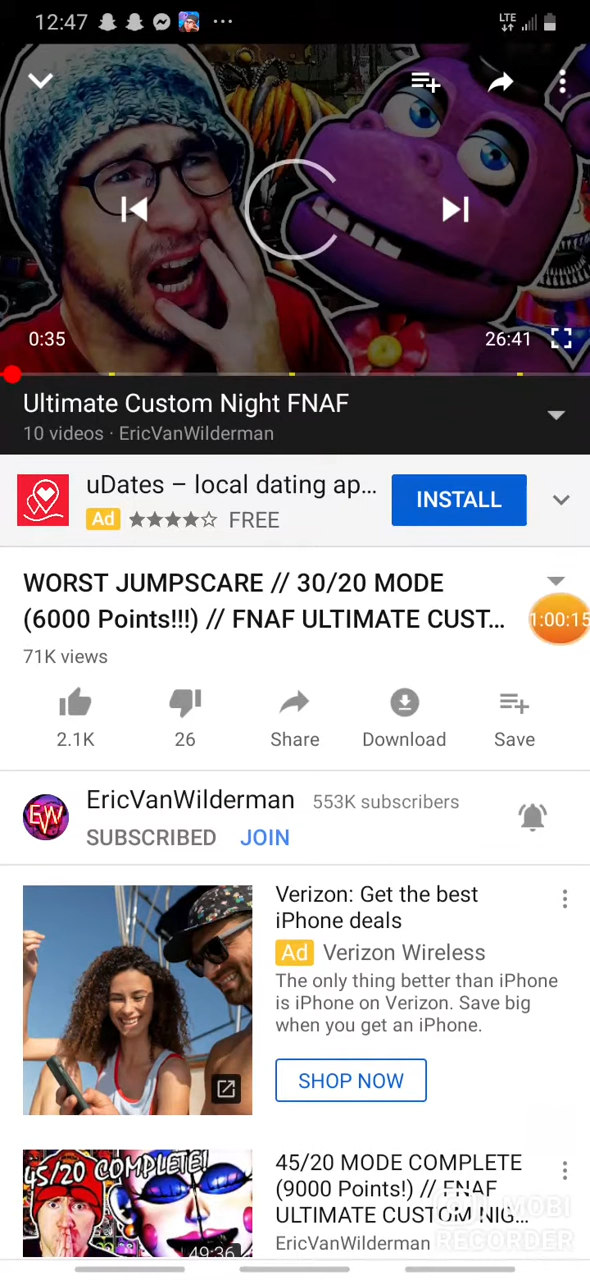 12:47
LTE
0:35
26:41
Ultimate Custom Night FNAF
10 videos · EricVanWilderman
uDates – local dating ap...
Ad FREE
INSTALL
WORST JUMPSCARE // 30/20 MODE
(6000 Points!!!) // FNAF ULTIMATE CUST...
1:00:15
71K views
2.1K
26
Share
Download
Save
EW
EricVanWilderman 553K subscribers
SUBSCRIBED JOIN
Verizon: Get the best
iPhone deals
Ad Verizon Wireless
The only thing better than iPhone
is iPhone on Verizon. Save big
when you get an iPhone.
SHOP NOW
45/20 COMPLETE!
49:36
45/20 MODE COMPLETE
(9000 Points!) // FNAF
ULTIMATE CUSTOM NIG...
EricVanWilderman
MOBI
RECORDER